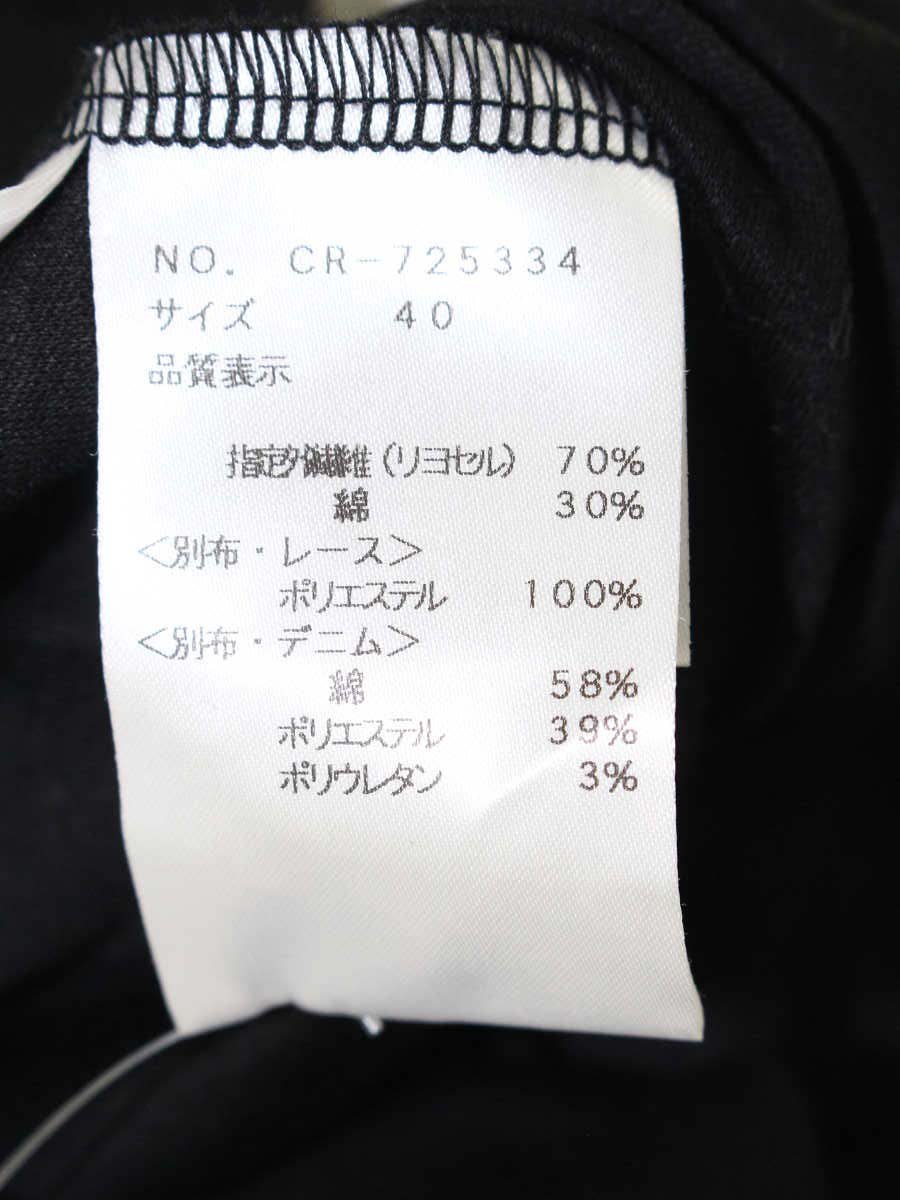 NO. CR-725334
サイズ 40
品質表示
指定外繊維(リヨセル) 70%
綿 30%
<別布・レース>
ポリエステル 100%
<別布・デニム>
綿 58%
ポリエステル 39%
ポリウレタン 3%